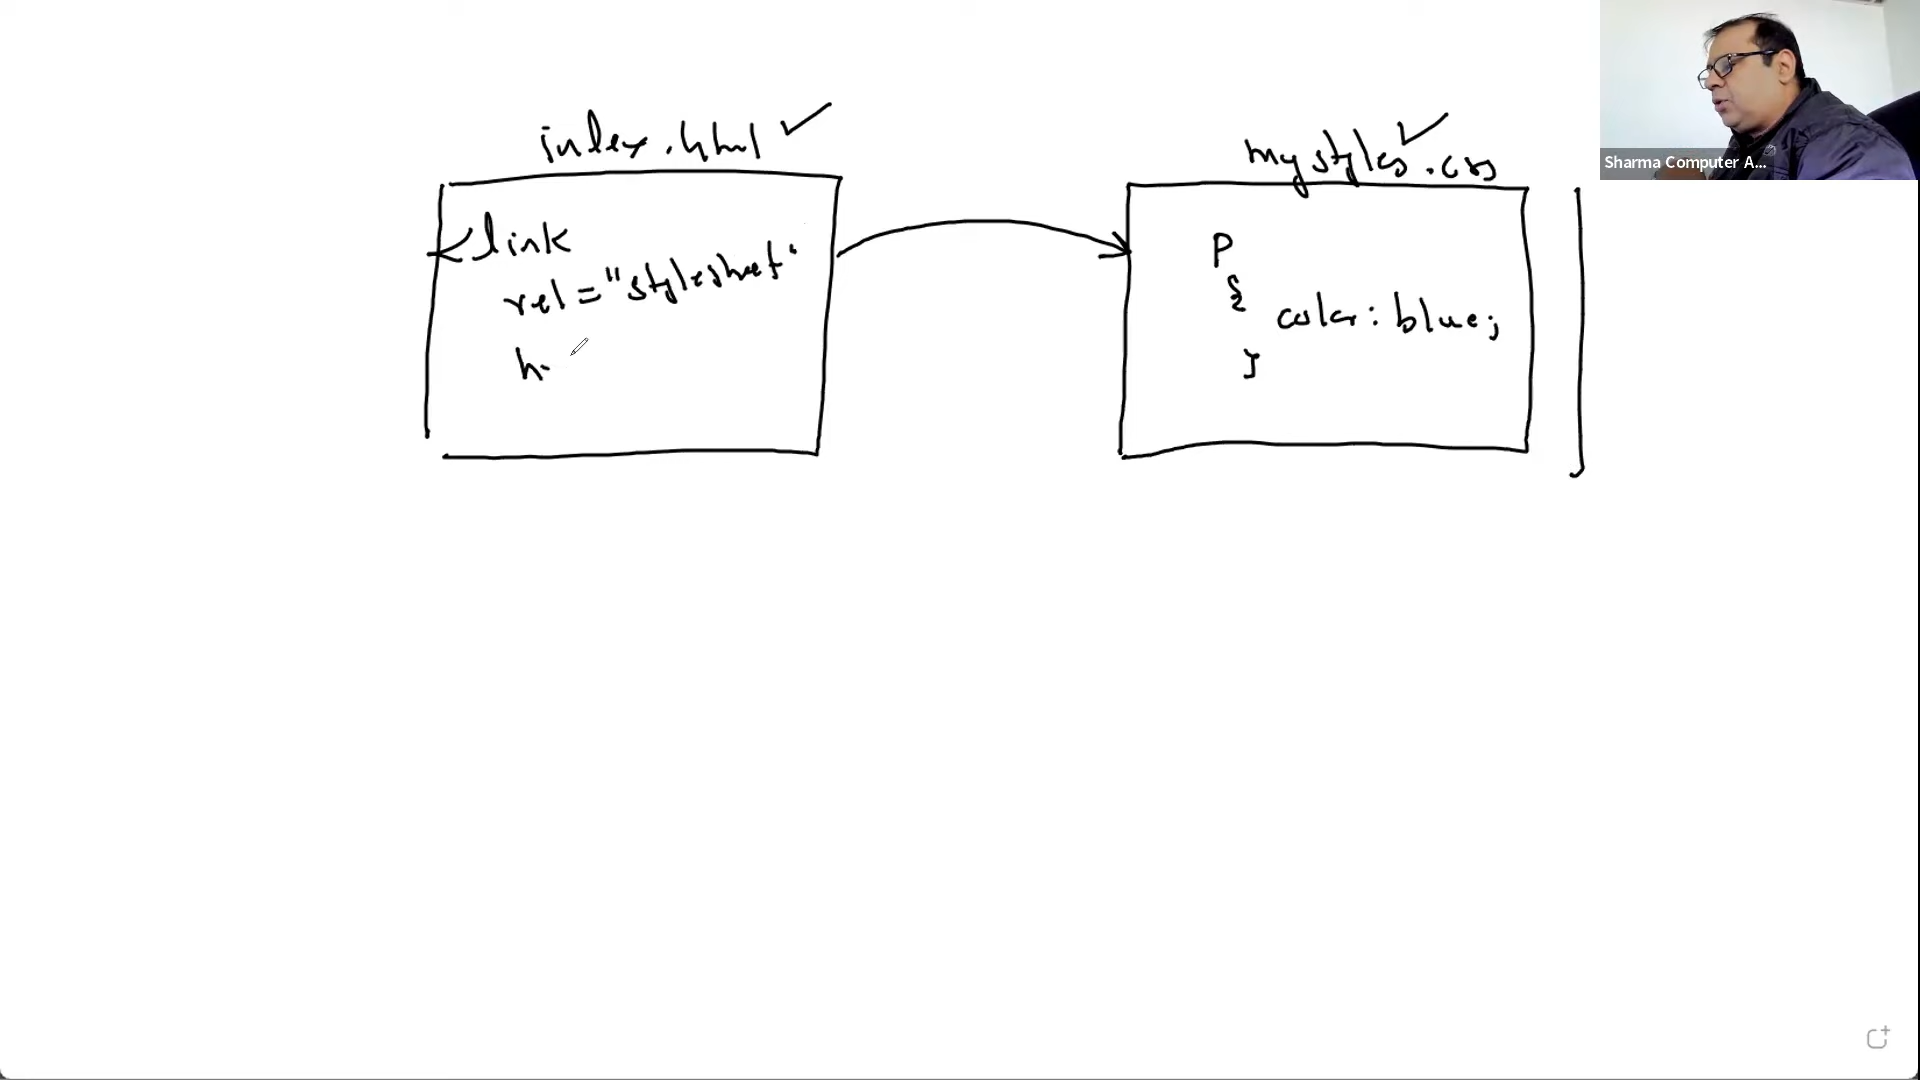 index.html
<link
rel="stylesheet"
h
mystyles.css
p
{
color: blue;
}
Sharma Computer A...